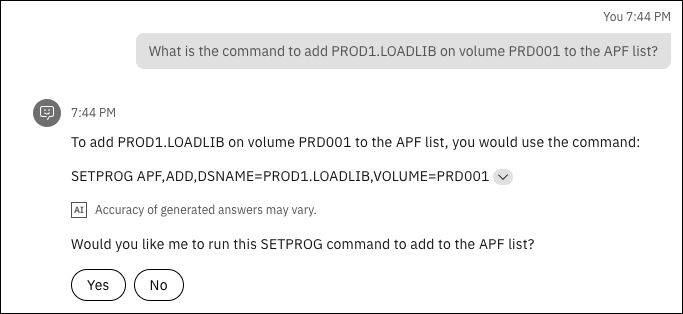 You 7:44 PM
What is the command to add PROD1.LOADLIB on volume PRD001 to the APF list?
7:44 PM
To add PROD1.LOADLIB on volume PRD001 to the APF list, you would use the command:
SETPROG APF,ADD,DSNAME=PROD1.LOADLIB,VOLUME=PRD001
AI Accuracy of generated answers may vary.
Would you like me to run this SETPROG command to add to the APF list?
Yes No